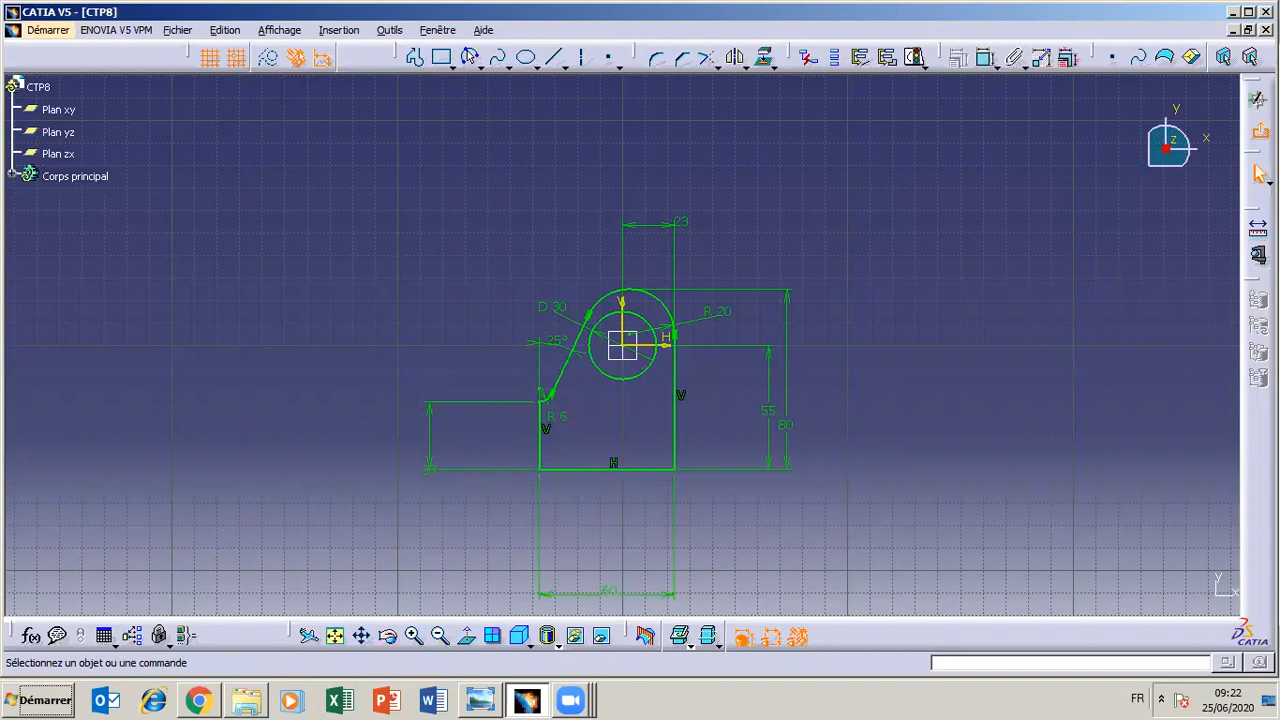 CATIA V5 - [CTP8]
Démarrer ENOVIA V5 VPM Fichier Edition Affichage Insertion Outils Fenêtre Aide
CTP8
Plan xy
Plan yz
Plan zx
Corps principal
y
x
z
23
D 30
V
R 20
25°
H
R 6
V
V
55
80
H
60
y
x
f(x)
CATIA
Sélectionnez un objet ou une commande
Démarrer
FR
09:22
25/06/2020